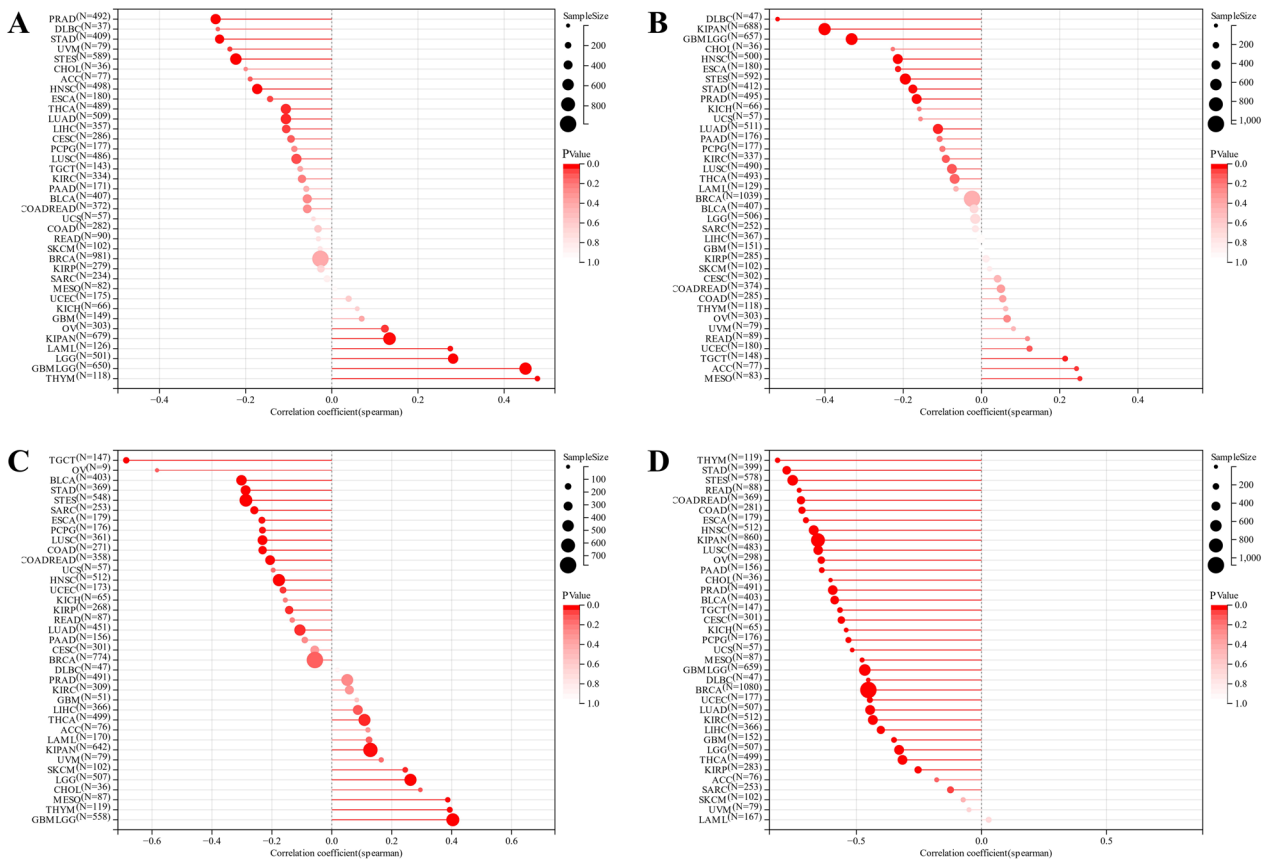 A
PRAD(N=492)
DLBC(N=37)
STAD(N=409)
UVM(N=79)
STES(N=589)
CHOL(N=36)
ACC(N=77)
HNSC(N=498)
ESCA(N=180)
THCA(N=489)
LUAD(N=509)
LIHC(N=357)
CESC(N=286)
PCPG(N=177)
LUSC(N=486)
TGCT(N=143)
KIRC(N=334)
PAAD(N=171)
BLCA(N=407)
COADREAD(N=372)
UCS(N=57)
COAD(N=282)
READ(N=90)
SKCM(N=102)
BRCA(N=981)
KIRP(N=279)
SARC(N=234)
MESO(N=82)
UCEC(N=175)
KICH(N=66)
GBM(N=149)
OV(N=303)
KIPAN(N=679)
LAML(N=126)
LGG(N=501)
GBMLGG(N=650)
THYM(N=118)
−0.4 −0.2 0.0 0.2 0.4
Correlation coefficient(spearman)
SampleSize
200
400
600
800
PValue
0.0
0.2
0.4
0.6
0.8
1.0
B
DLBC(N=47)
KIPAN(N=688)
GBMLGG(N=657)
CHOL(N=36)
HNSC(N=500)
ESCA(N=180)
STES(N=592)
STAD(N=412)
PRAD(N=495)
KICH(N=66)
UCS(N=57)
LUAD(N=511)
PAAD(N=176)
PCPG(N=177)
KIRC(N=337)
LUSC(N=490)
THCA(N=493)
LAML(N=129)
BRCA(N=1039)
BLCA(N=407)
LGG(N=506)
SARC(N=252)
LIHC(N=367)
GBM(N=151)
KIRP(N=285)
SKCM(N=102)
CESC(N=302)
COADREAD(N=374)
COAD(N=285)
THYM(N=118)
OV(N=303)
UVM(N=79)
READ(N=89)
UCEC(N=180)
TGCT(N=148)
ACC(N=77)
MESO(N=83)
−0.4 −0.2 0.0 0.2 0.4
Correlation coefficient(spearman)
SampleSize
200
400
600
800
1,000
PValue
0.0
0.2
0.4
0.6
0.8
1.0
C
TGCT(N=147)
OV(N=9)
BLCA(N=403)
STAD(N=369)
STES(N=548)
SARC(N=253)
ESCA(N=179)
PCPG(N=176)
LUSC(N=361)
COAD(N=271)
COADREAD(N=358)
UCS(N=57)
HNSC(N=512)
UCEC(N=173)
KICH(N=65)
KIRP(N=268)
READ(N=87)
LUAD(N=451)
PAAD(N=156)
CESC(N=301)
BRCA(N=774)
DLBC(N=47)
PRAD(N=491)
KIRC(N=309)
GBM(N=51)
LIHC(N=366)
THCA(N=499)
ACC(N=76)
LAML(N=170)
KIPAN(N=642)
UVM(N=79)
SKCM(N=102)
LGG(N=507)
CHOL(N=36)
MESO(N=87)
THYM(N=119)
GBMLGG(N=558)
−0.6 −0.4 −0.2 0.0 0.2 0.4 0.6
Correlation coefficient(spearman)
SampleSize
100
200
300
400
500
600
700
PValue
0.0
0.2
0.4
0.6
0.8
1.0
D
THYM(N=119)
STAD(N=399)
STES(N=578)
READ(N=88)
COADREAD(N=369)
COAD(N=281)
ESCA(N=179)
HNSC(N=512)
KIPAN(N=860)
LUSC(N=483)
OV(N=298)
PAAD(N=156)
CHOL(N=36)
PRAD(N=491)
BLCA(N=403)
TGCT(N=147)
CESC(N=301)
KICH(N=65)
PCPG(N=176)
UCS(N=57)
MESO(N=87)
GBMLGG(N=659)
DLBC(N=47)
BRCA(N=1080)
UCEC(N=177)
LUAD(N=507)
KIRC(N=512)
LIHC(N=366)
GBM(N=152)
LGG(N=507)
THCA(N=499)
KIRP(N=283)
ACC(N=76)
SARC(N=253)
SKCM(N=102)
UVM(N=79)
LAML(N=167)
−0.5 0.0 0.5
Correlation coefficient(spearman)
SampleSize
200
400
600
800
1,000
PValue
0.0
0.2
0.4
0.6
0.8
1.0